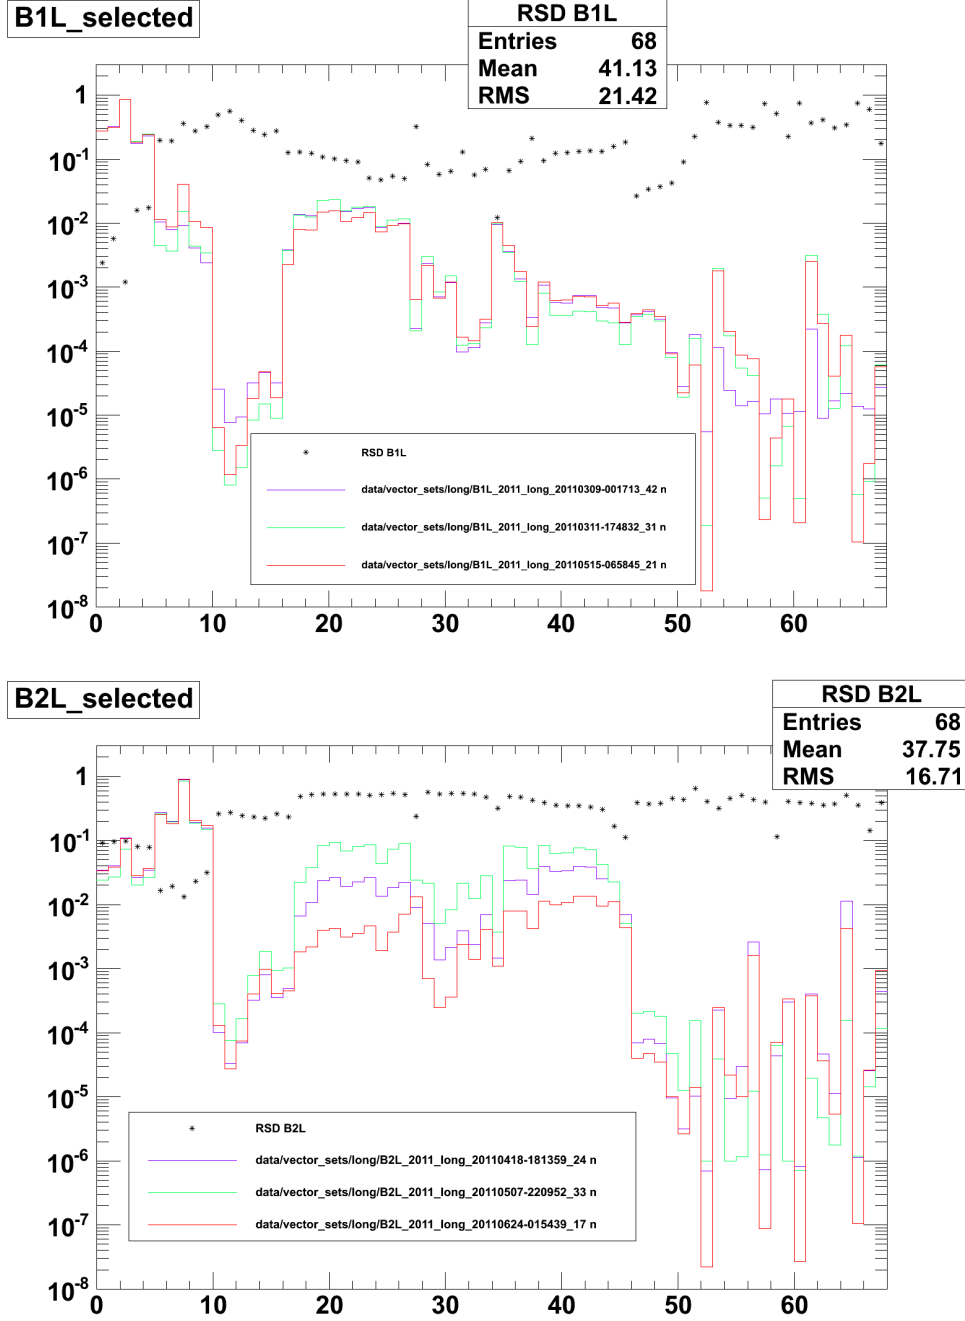 B1L_selected
RSD B1L
Entries 68
Mean 41.13
RMS 21.42
1
10-1
10-2
10-3
10-4
10-5
10-6
10-7
10-8
RSD B1L
data/vector_sets/long/B1L_2011_long_20110309-001713_42 n
data/vector_sets/long/B1L_2011_long_20110311-174832_31 n
data/vector_sets/long/B1L_2011_long_20110515-065845_21 n
0 10 20 30 40 50 60
B2L_selected
RSD B2L
Entries 68
Mean 37.75
RMS 16.71
1
10-1
10-2
10-3
10-4
10-5
10-6
10-7
10-8
RSD B2L
data/vector_sets/long/B2L_2011_long_20110418-181359_24 n
data/vector_sets/long/B2L_2011_long_20110507-220952_33 n
data/vector_sets/long/B2L_2011_long_20110624-015439_17 n
0 10 20 30 40 50 60